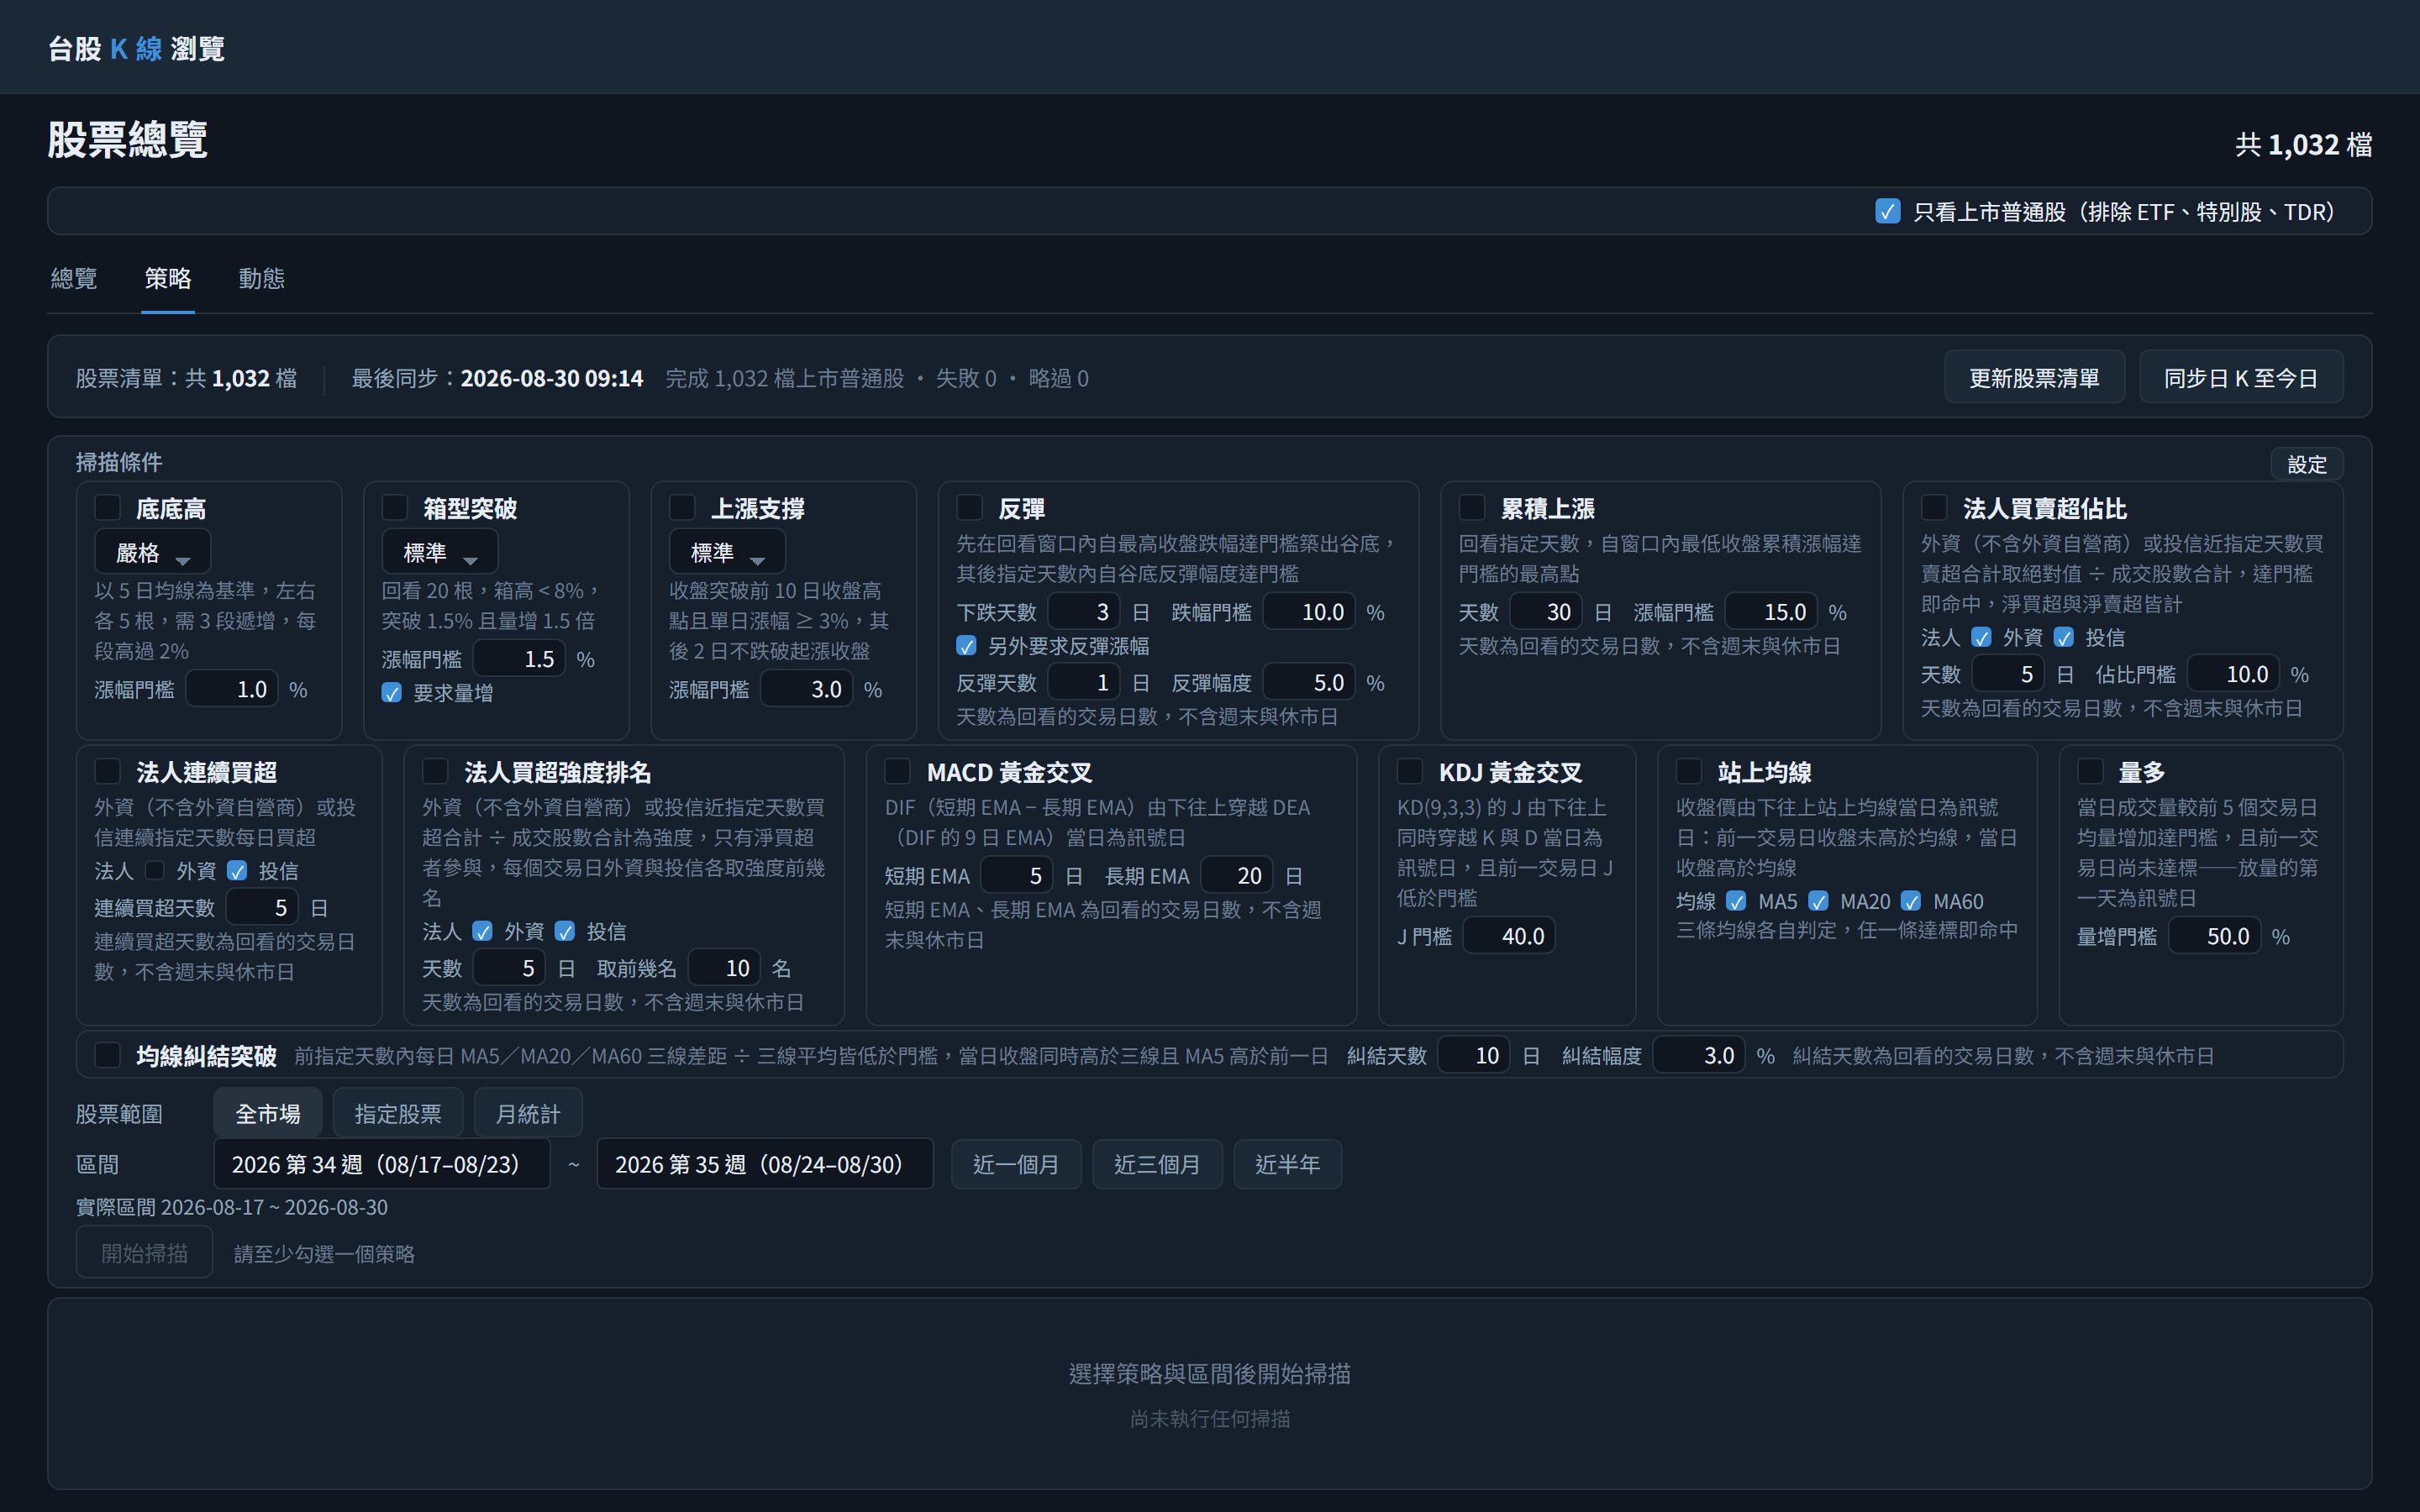 台股 K 線 瀏覽
股票總覽
共 1,032 檔
只看上市普通股（排除 ETF、特別股、TDR）
總覽 策略 動態
股票清單：共 1,032 檔 最後同步：2026-08-30 09:14 完成 1,032 檔上市普通股 · 失敗 0 · 略過 0 更新股票清單 同步日 K 至今日
掃描條件 設定
底底高
嚴格
以 5 日均線為基準，左右
各 5 根，需 3 段遞增，每
段高過 2%
漲幅門檻 1.0 %
箱型突破
標準
回看 20 根，箱高 < 8%，
突破 1.5% 且量增 1.5 倍
漲幅門檻 1.5 %
要求量增
上漲支撐
標準
收盤突破前 10 日收盤高
點且單日漲幅 ≥ 3%，其
後 2 日不跌破起漲收盤
漲幅門檻 3.0 %
反彈
先在回看窗口內自最高收盤跌幅達門檻築出谷底，
其後指定天數內自谷底反彈幅度達門檻
下跌天數 3 日 跌幅門檻 10.0 %
另外要求反彈漲幅
反彈天數 1 日 反彈幅度 5.0 %
天數為回看的交易日數，不含週末與休市日
累積上漲
回看指定天數，自窗口內最低收盤累積漲幅達
門檻的最高點
天數 30 日 漲幅門檻 15.0 %
天數為回看的交易日數，不含週末與休市日
法人買賣超佔比
外資（不含外資自營商）或投信近指定天數買
賣超合計取絕對值 ÷ 成交股數合計，達門檻
即命中，淨買超與淨賣超皆計
法人 外資 投信
天數 5 日 佔比門檻 10.0 %
天數為回看的交易日數，不含週末與休市日
法人連續買超
外資（不含外資自營商）或投
信連續指定天數每日買超
法人 外資 投信
連續買超天數 5 日
連續買超天數為回看的交易日
數，不含週末與休市日
法人買超強度排名
外資（不含外資自營商）或投信近指定天數買
超合計 ÷ 成交股數合計為強度，只有淨買超
者參與，每個交易日外資與投信各取強度前幾
名
法人 外資 投信
天數 5 日 取前幾名 10 名
天數為回看的交易日數，不含週末與休市日
MACD 黃金交叉
DIF（短期 EMA − 長期 EMA）由下往上穿越 DEA
（DIF 的 9 日 EMA）當日為訊號日
短期 EMA 5 日 長期 EMA 20 日
短期 EMA、長期 EMA 為回看的交易日數，不含週
末與休市日
KDJ 黃金交叉
KD(9,3,3) 的 J 由下往上
同時穿越 K 與 D 當日為
訊號日，且前一交易日 J
低於門檻
J 門檻 40.0
站上均線
收盤價由下往上站上均線當日為訊號
日：前一交易日收盤未高於均線，當日
收盤高於均線
均線 MA5 MA20 MA60
三條均線各自判定，任一條達標即命中
量多
當日成交量較前 5 個交易日
均量增加達門檻，且前一交
易日尚未達標——放量的第
一天為訊號日
量增門檻 50.0 %
均線糾結突破 前指定天數內每日 MA5／MA20／MA60 三線差距 ÷ 三線平均皆低於門檻，當日收盤同時高於三線且 MA5 高於前一日 糾結天數 10 日 糾結幅度 3.0 % 糾結天數為回看的交易日數，不含週末與休市日
股票範圍 全市場 指定股票 月統計
區間 2026 第 34 週（08/17–08/23） ~ 2026 第 35 週（08/24–08/30） 近一個月 近三個月 近半年
實際區間 2026-08-17 ~ 2026-08-30
開始掃描 請至少勾選一個策略
選擇策略與區間後開始掃描
尚未執行任何掃描